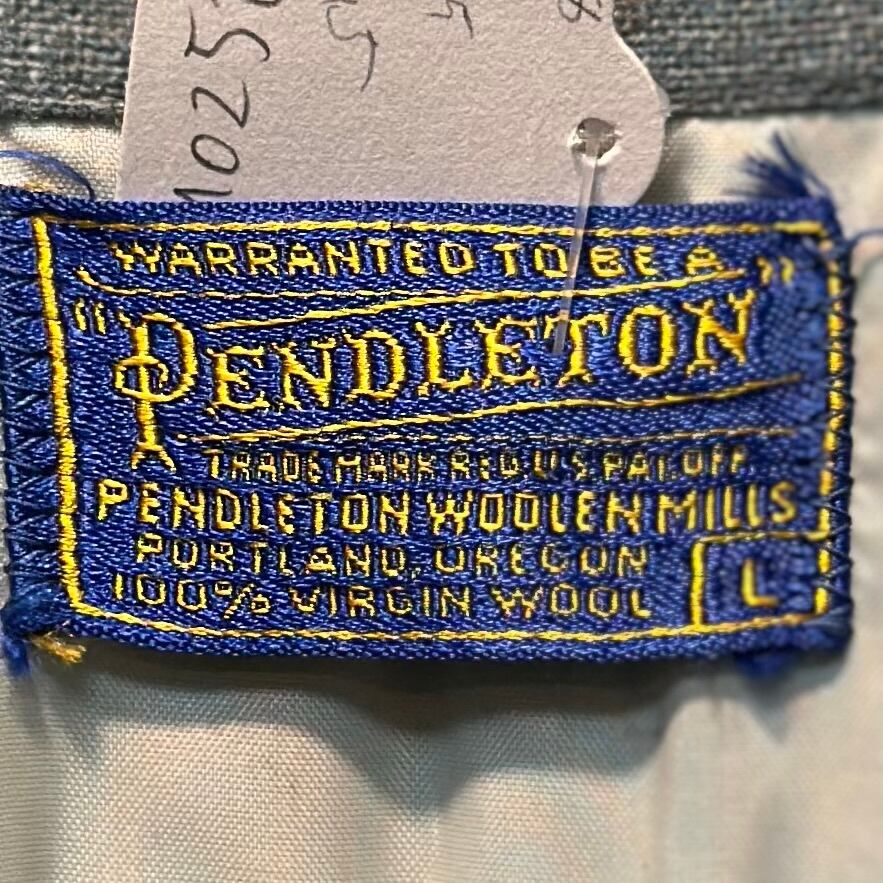 WARRANTED TO BE A
"PENDLETON"
TRADE MARK REG. U.S. PAT. OFF.
PENDLETON WOOLEN MILLS
PORTLAND, OREGON
100% VIRGIN WOOL
L